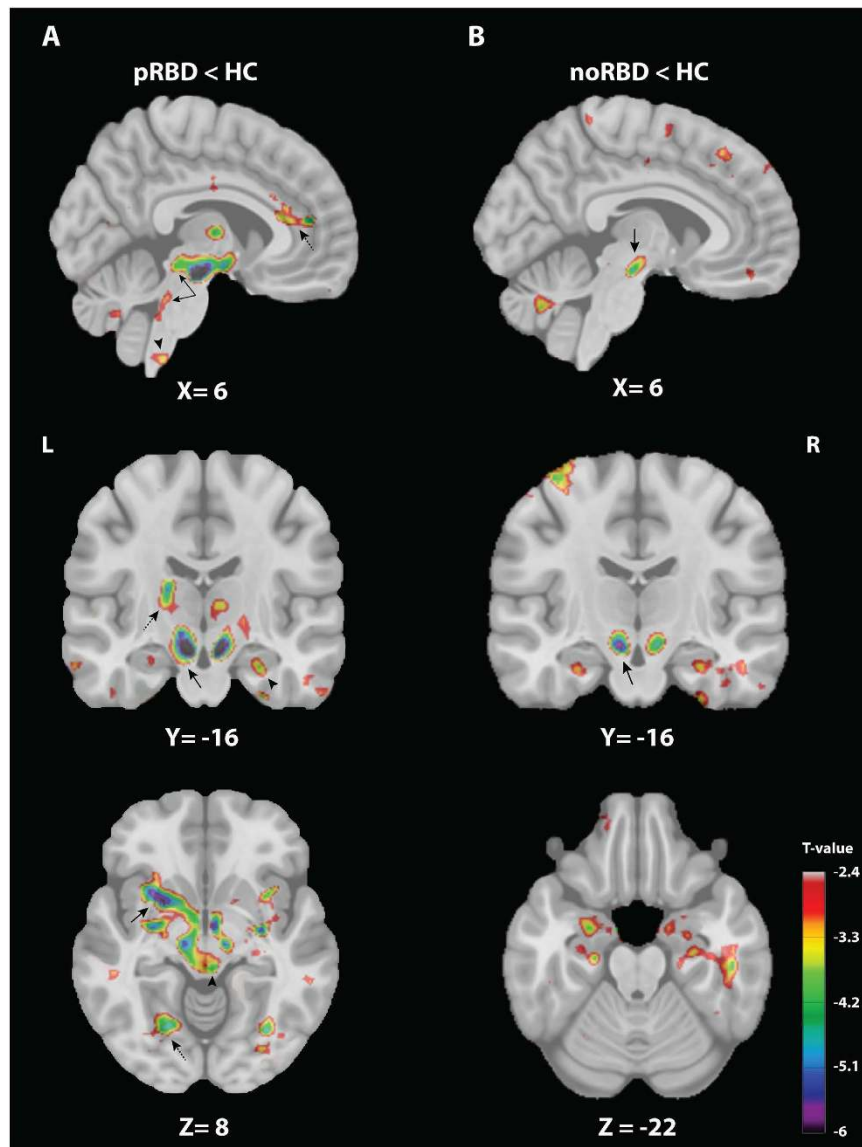 A
B
pRBD < HC
noRBD < HC
X= 6
X= 6
L
R
Y= -16
Y= -16
T-value
-2.4
-3.3
-4.2
-5.1
-6
Z= 8
Z = -22